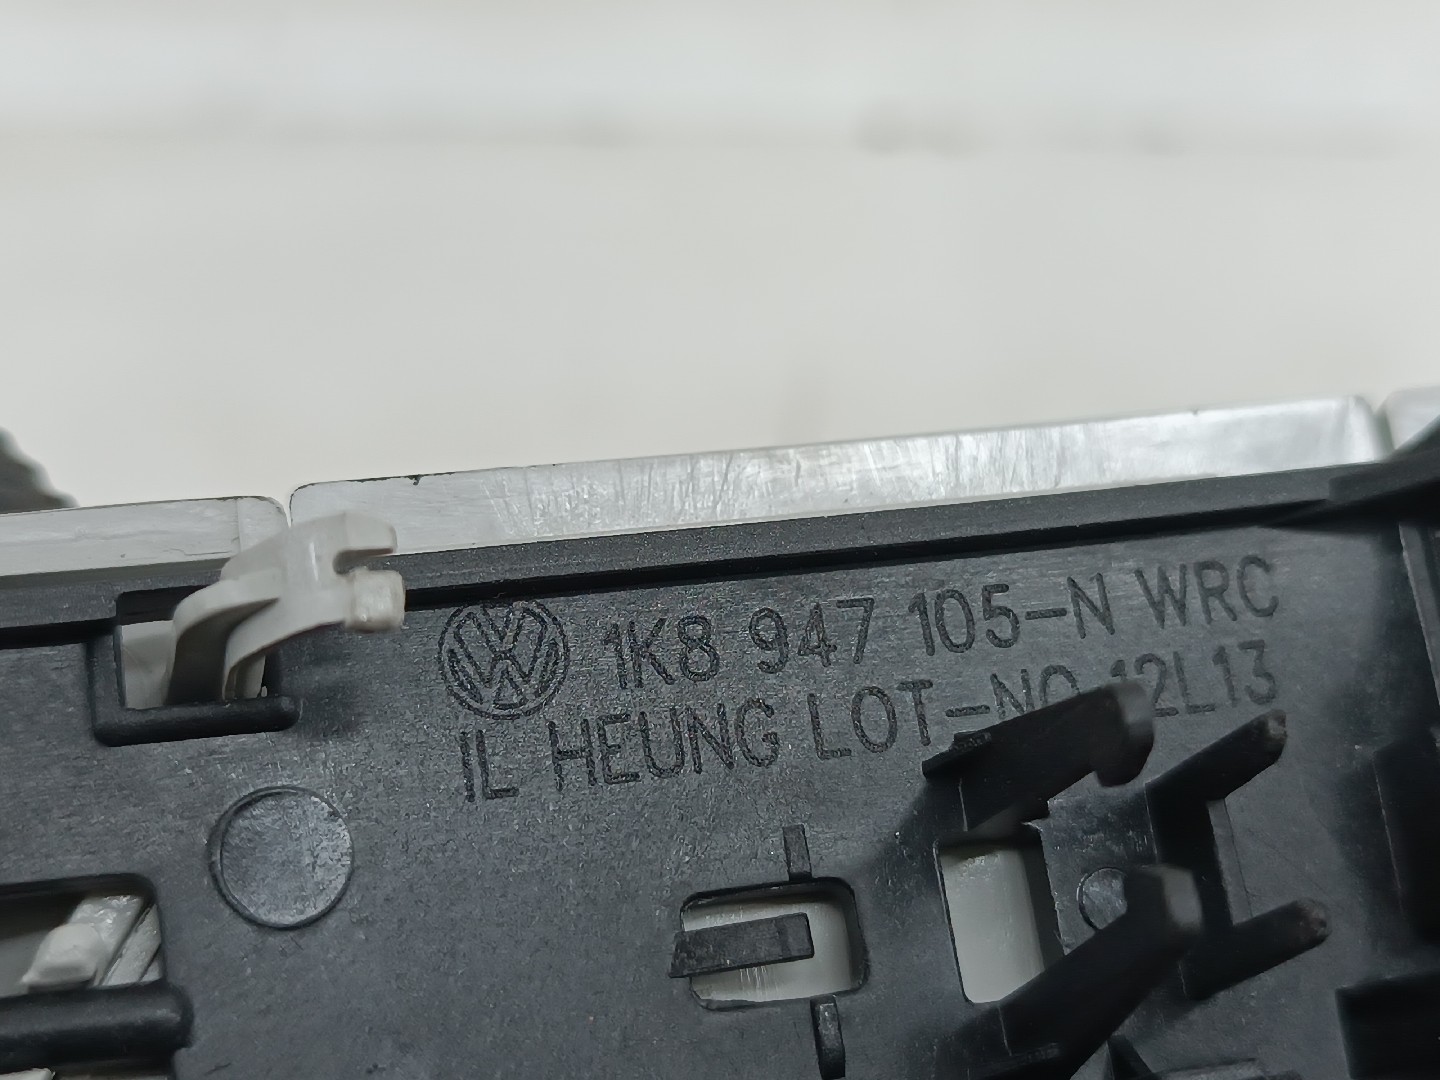 1K8 947 105-N WRC
IL HEUNG LOT-NO 12L13